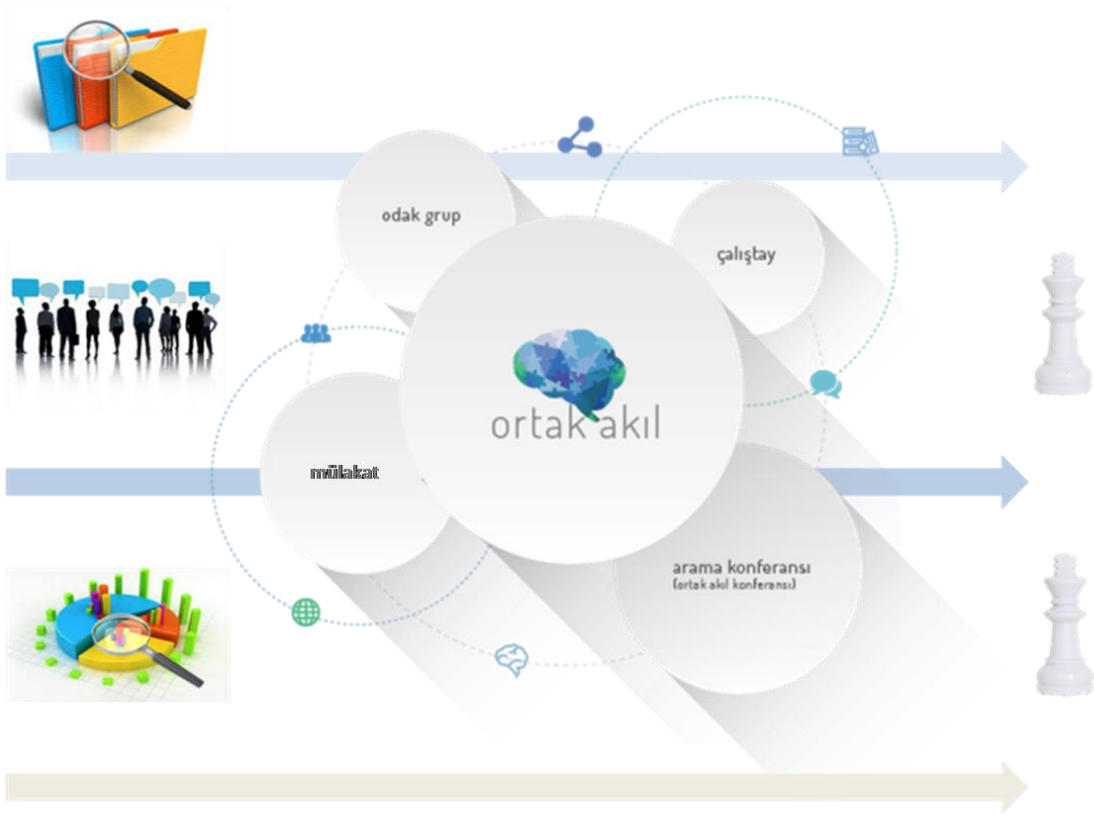 odak grup
çalıştay
ortak akıl
mülakat
arama konferansı
(ortak akıl konferansı)